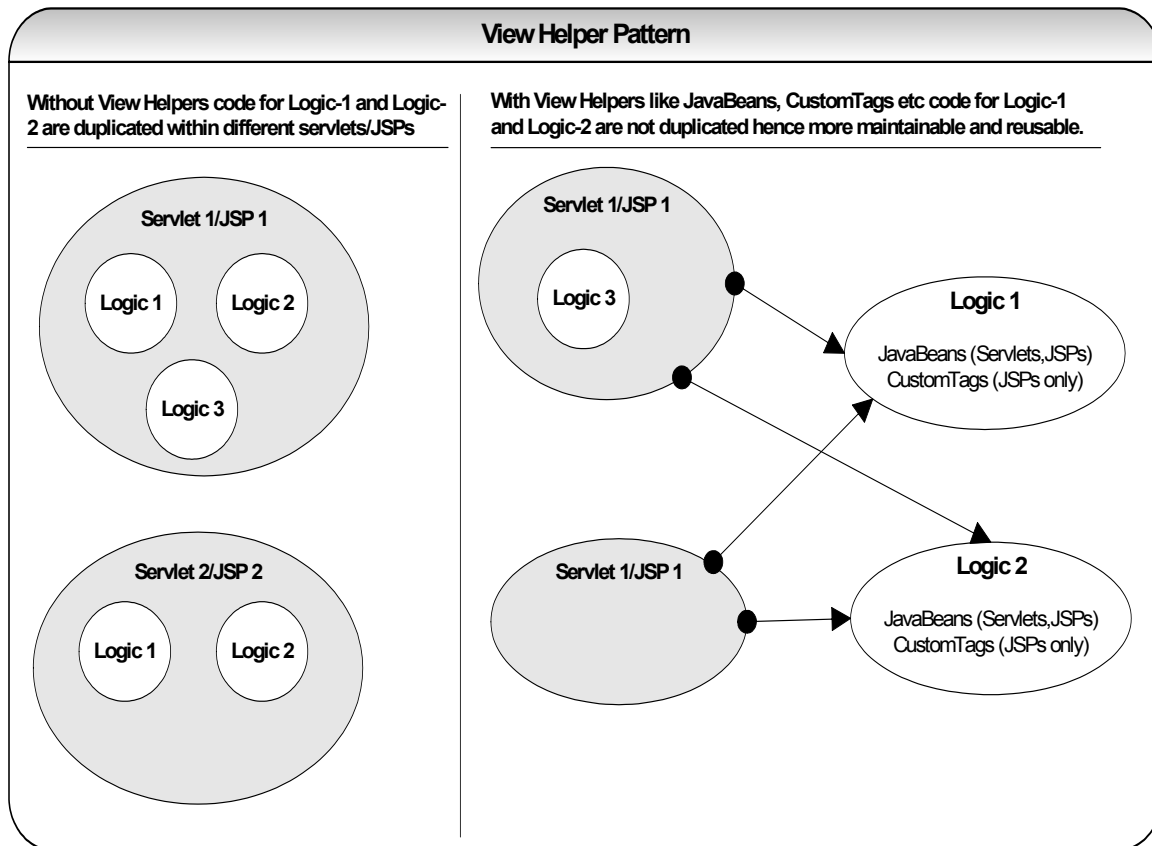 View Helper Pattern
Without View Helpers code for Logic-1 and Logic-
2 are duplicated within different servlets/JSPs
With View Helpers like JavaBeans, CustomTags etc code for Logic-1
and Logic-2 are not duplicated hence more maintainable and reusable.
Servlet 1/JSP 1
Logic 1
Logic 2
Logic 3
Servlet 2/JSP 2
Logic 1
Logic 2
Servlet 1/JSP 1
Logic 3
Logic 1
JavaBeans (Servlets,JSPs)
CustomTags (JSPs only)
Servlet 1/JSP 1
Logic 2
JavaBeans (Servlets,JSPs)
CustomTags (JSPs only)